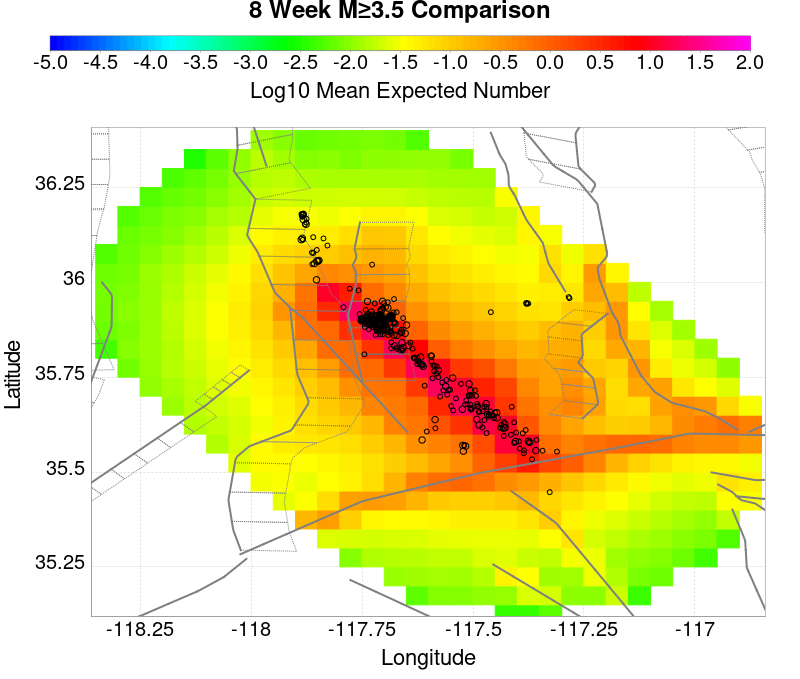 8 Week M≥3.5 Comparison
-5.0 -4.5 -4.0 -3.5 -3.0 -2.5 -2.0 -1.5 -1.0 -0.5 0.0 0.5 1.0 1.5 2.0
Log10 Mean Expected Number
36.25
36
35.75
35.5
35.25
Latitude
-118.25 -118 -117.75 -117.5 -117.25 -117
Longitude